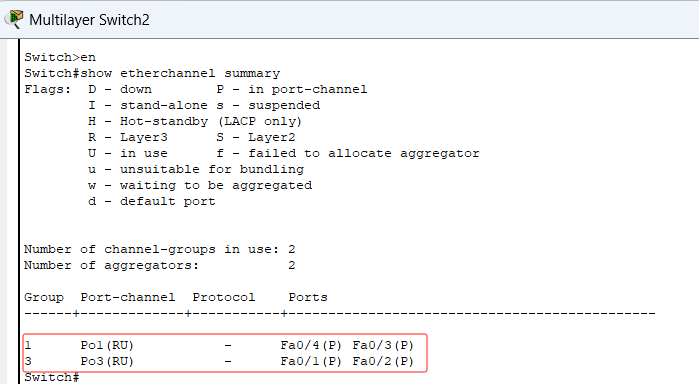 Multilayer Switch2
Switch>en
Switch#show etherchannel summary
Flags:  D - down        P - in port-channel
        I - stand-alone s - suspended
        H - Hot-standby (LACP only)
        R - Layer3      S - Layer2
        U - in use      f - failed to allocate aggregator
        u - unsuitable for bundling
        w - waiting to be aggregated
        d - default port
Number of channel-groups in use: 2
Number of aggregators:           2
Group  Port-channel  Protocol    Ports
------+-------------+-----------+----------------------------------------------
1      Po1(RU)           -      Fa0/4(P) Fa0/3(P)
3      Po3(RU)           -      Fa0/1(P) Fa0/2(P)
Switch#